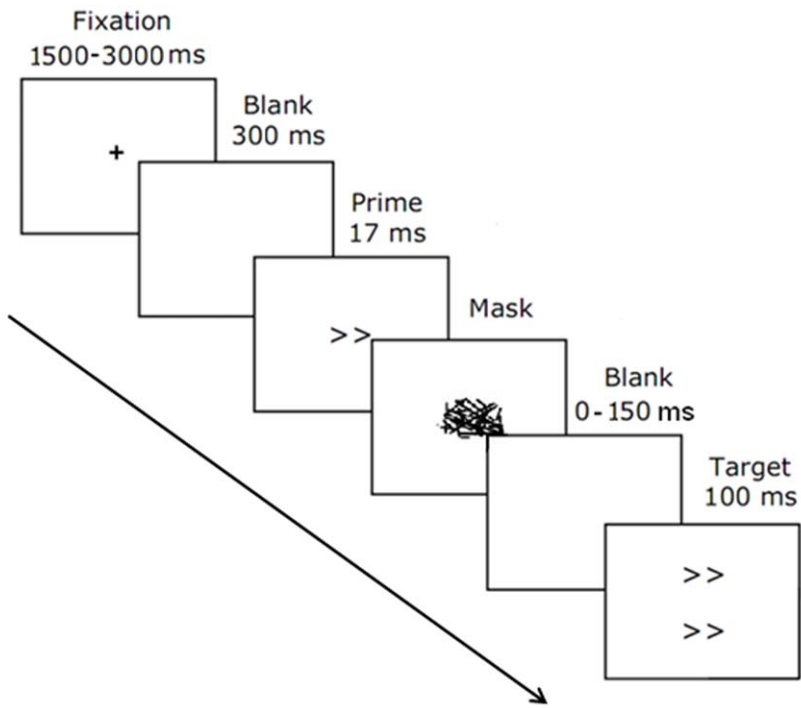 Fixation
1500-3000 ms
+
Blank
300 ms
Prime
17 ms
>>
Mask
Blank
0-150 ms
Target
100 ms
>>
>>